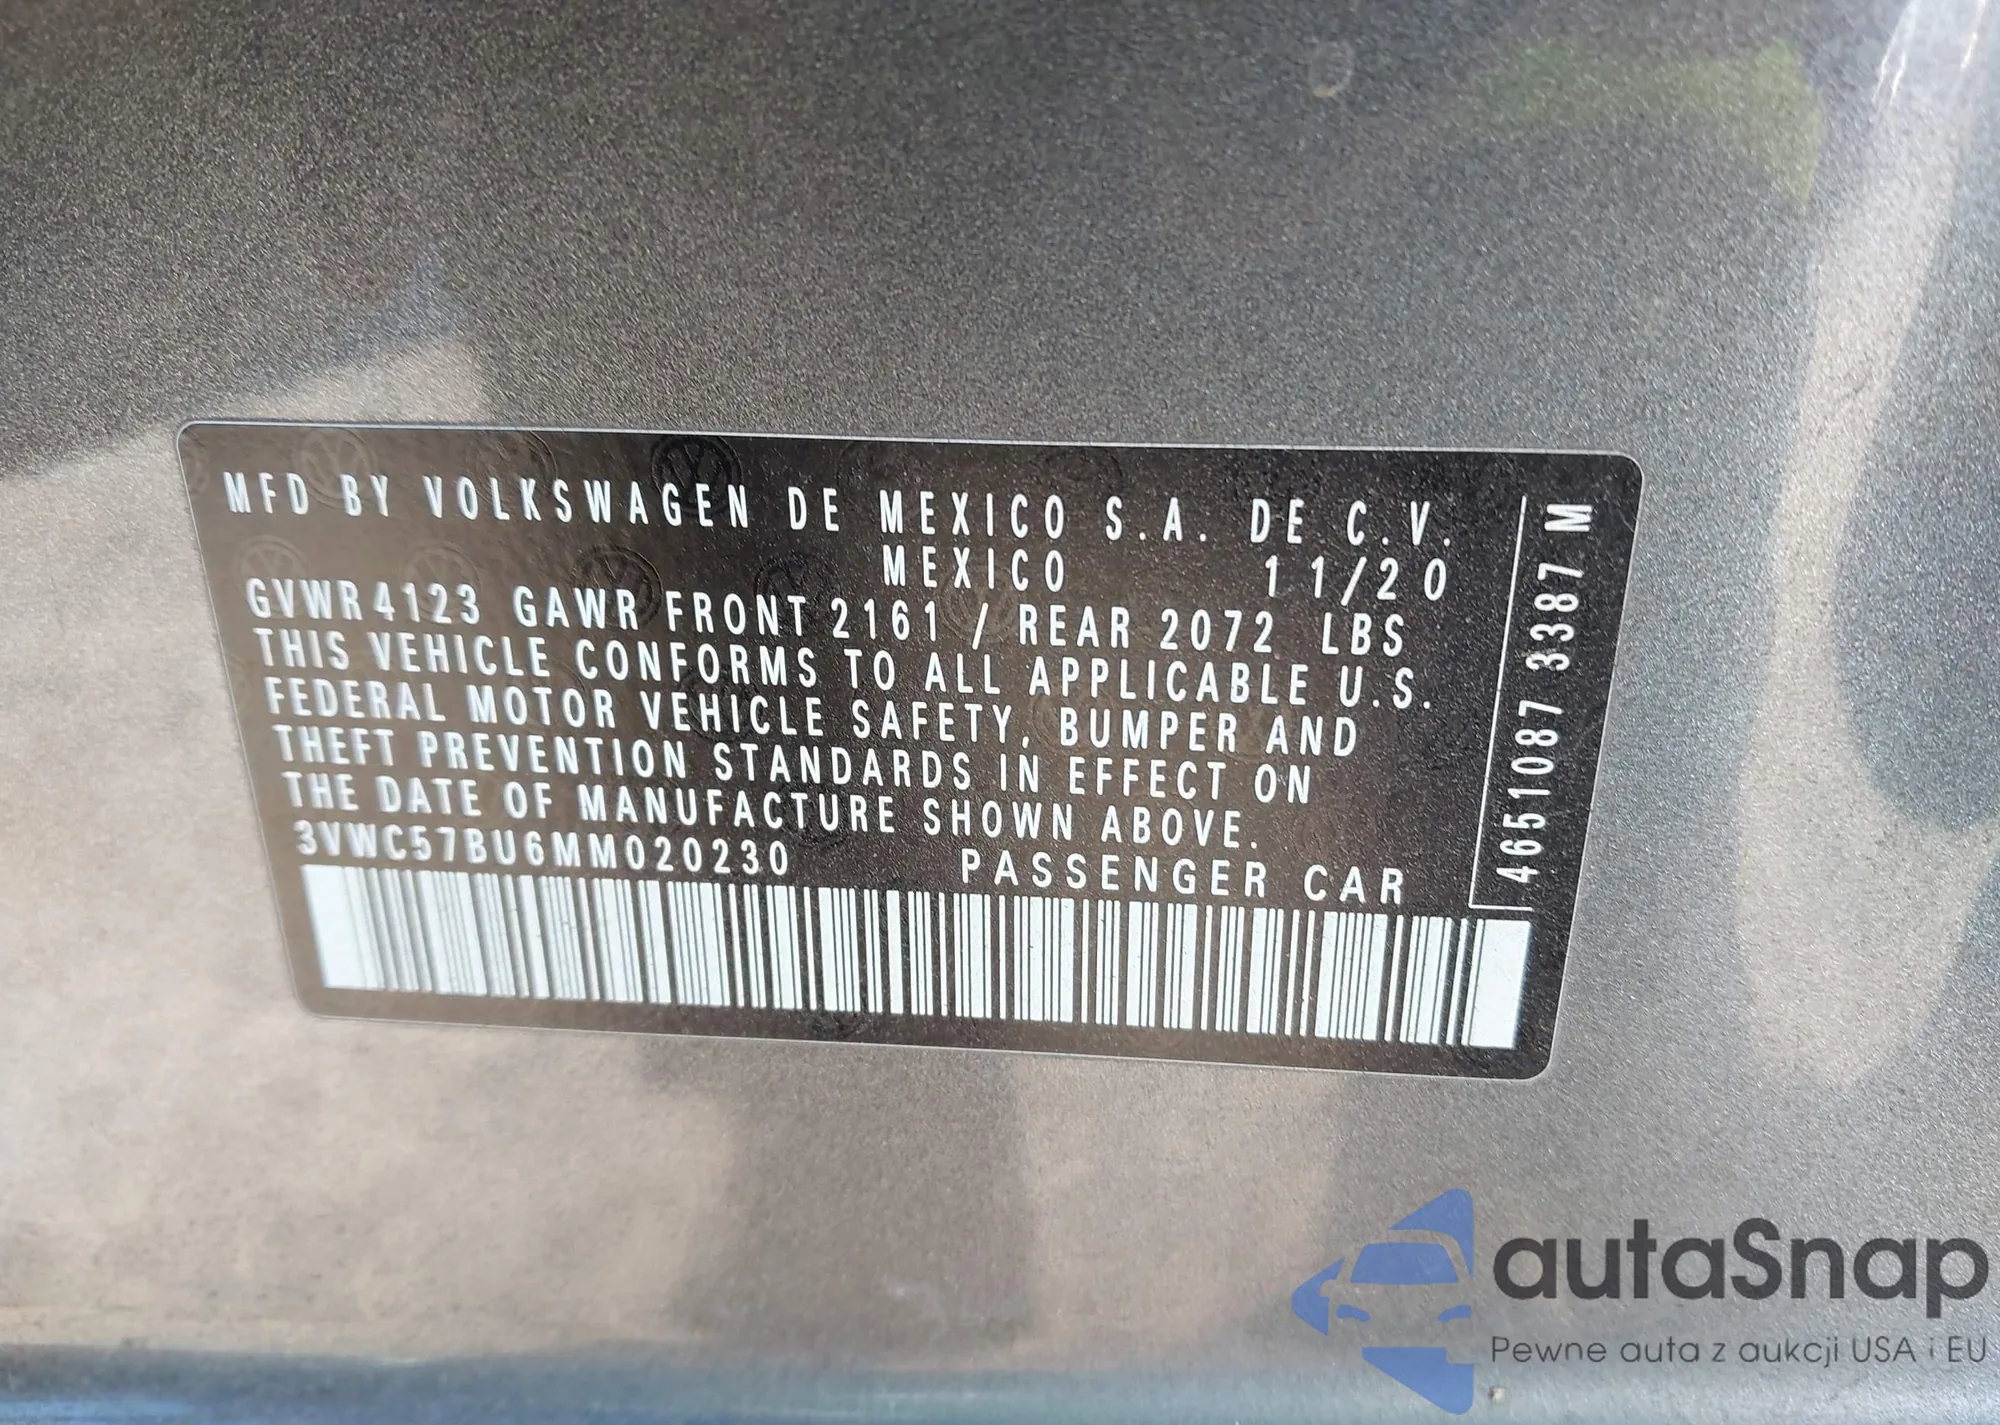 MFD BY VOLKSWAGEN DE MEXICO S.A. DE C.V.
MEXICO 11/20
GVWR 4123 GAWR FRONT 2161 / REAR 2072 LBS
THIS VEHICLE CONFORMS TO ALL APPLICABLE U.S.
FEDERAL MOTOR VEHICLE SAFETY, BUMPER AND
THEFT PREVENTION STANDARDS IN EFFECT ON
THE DATE OF MANUFACTURE SHOWN ABOVE.
3VWC57BU6MM020230 PASSENGER CAR
46651087 3387 M
autaSnap
Pewne auta z aukcji USA i EU